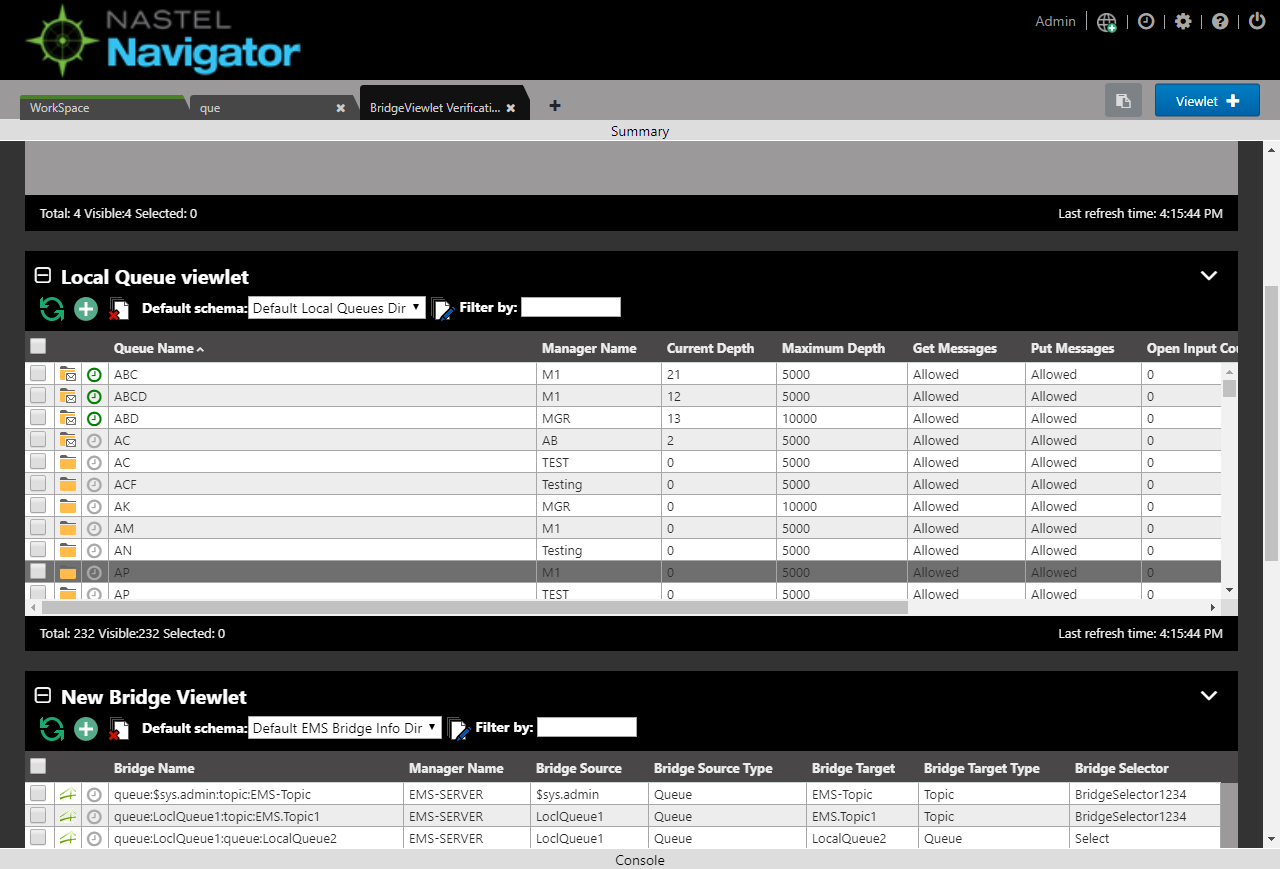 NASTEL
Navigator
Admin
WorkSpace
que
BridgeViewlet Verificati...
Viewlet
Summary
Total: 4 Visible:4 Selected: 0
Last refresh time: 4:15:44 PM
Local Queue viewlet
Default schema: Default Local Queues Dir Filter by:
Queue Name Manager Name Current Depth Maximum Depth Get Messages Put Messages Open Input Cou
ABC M1 21 5000 Allowed Allowed 0
ABCD M1 12 5000 Allowed Allowed 0
ABD MGR 13 10000 Allowed Allowed 0
AC AB 2 5000 Allowed Allowed 0
AC TEST 0 5000 Allowed Allowed 0
ACF Testing 0 5000 Allowed Allowed 0
AK MGR 0 10000 Allowed Allowed 0
AM M1 0 5000 Allowed Allowed 0
AN Testing 0 5000 Allowed Allowed 0
AP M1 0 5000 Allowed Allowed 0
AP TEST 0 5000 Allowed Allowed 0
Total: 232 Visible:232 Selected: 0
Last refresh time: 4:15:44 PM
New Bridge Viewlet
Default schema: Default EMS Bridge Info Dir Filter by:
Bridge Name Manager Name Bridge Source Bridge Source Type Bridge Target Bridge Target Type Bridge Selector
queue:$sys.admin:topic:EMS-Topic EMS-SERVER $sys.admin Queue EMS-Topic Topic BridgeSelector1234
queue:LoclQueue1:topic:EMS.Topic1 EMS-SERVER LoclQueue1 Queue EMS.Topic1 Topic BridgeSelector1234
queue:LoclQueue1:queue:LocalQueue2 EMS-SERVER LoclQueue1 Queue LocalQueue2 Queue Select
Console